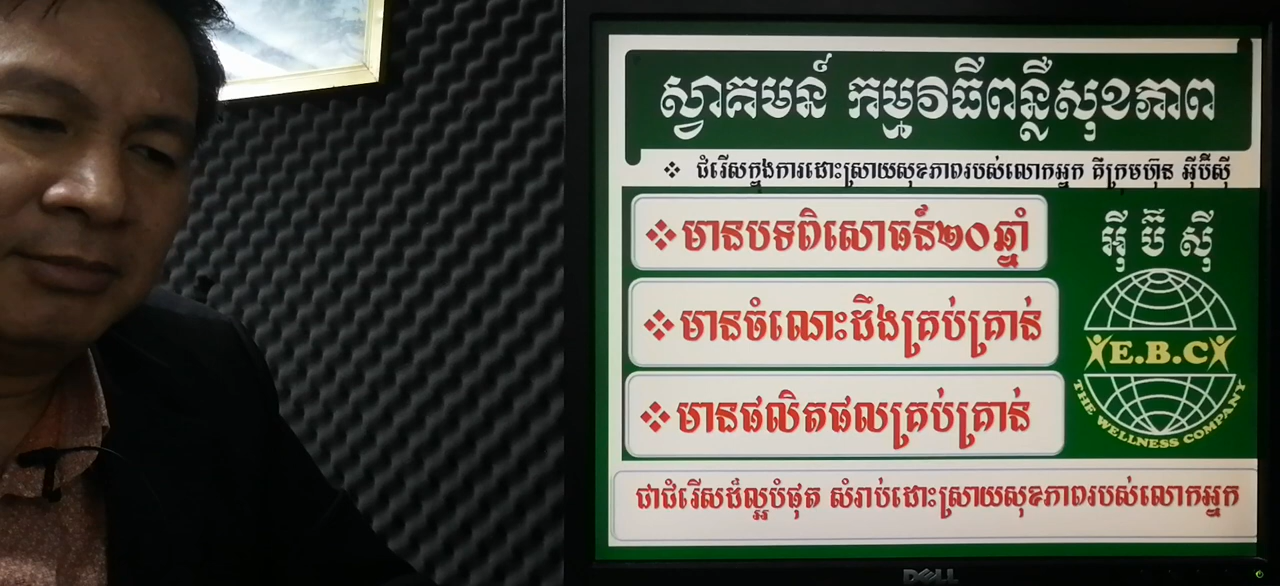 ស្វាគមន៍ កម្មវិធីពន្លឺសុខភាព
❖ ជំរើសក្នុងការដោះស្រាយសុខភាពរបស់លោកអ្នក គឺក្រុមហ៊ុន អ៊ីប៊ីស៊ី
❖មានបទពិសោធន៍២០ឆ្នាំ
❖មានចំណេះដឹងគ្រប់គ្រាន់
❖មានផលិតផលគ្រប់គ្រាន់
អ៊ី ប៊ី ស៊ី
E.B.C
THE WELLNESS COMPANY
ជាជំរើសដ៏ល្អបំផុត សំរាប់ដោះស្រាយសុខភាពរបស់លោកអ្នក
DELL